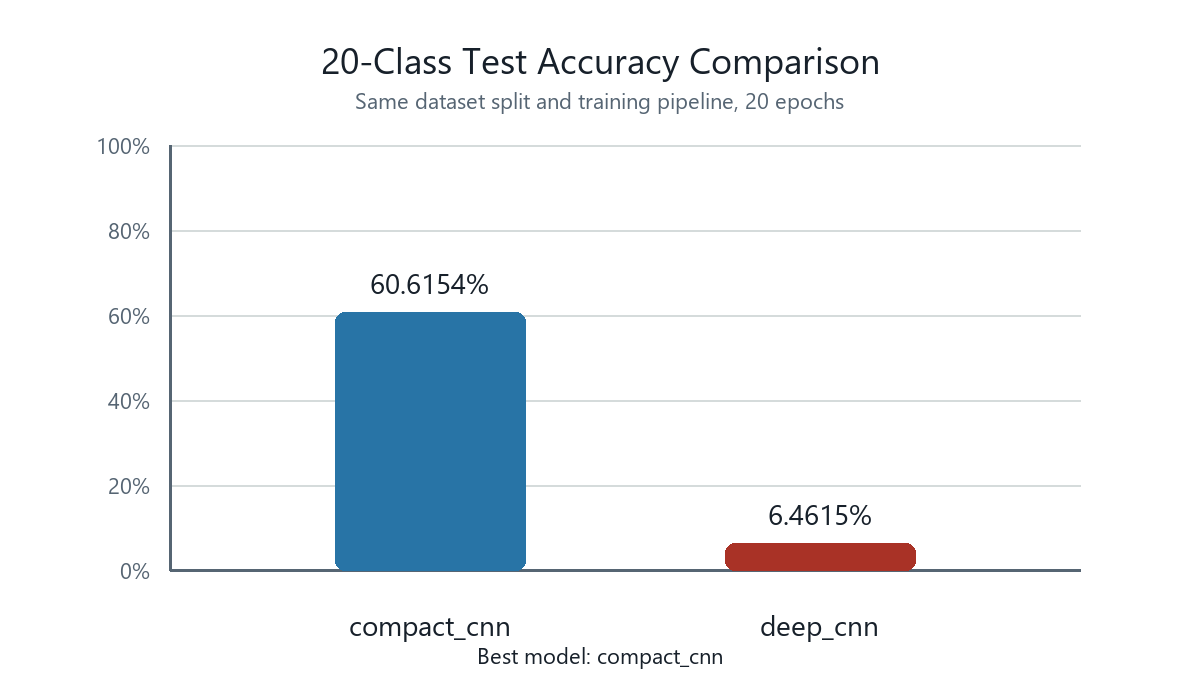 20-Class Test Accuracy Comparison
Same dataset split and training pipeline, 20 epochs
100%
80%
60%
40%
20%
0%
60.6154%
6.4615%
compact_cnn
deep_cnn
Best model: compact_cnn